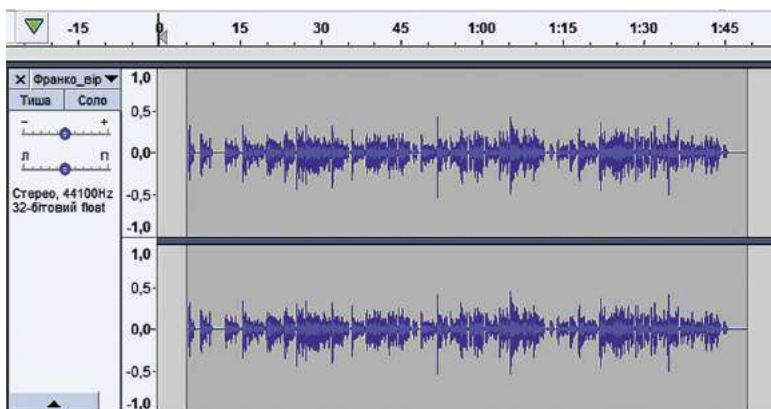 -15 0 15 30 45 1:00 1:15 1:30 1:45
Франко_вір
Тиша Соло
- +
Л П
Стерео, 44100Hz
32-бітовий float
1,0
0,5-
0,0-
-0,5-
-1,0
1,0
0,5-
0,0-
-0,5-
-1,0